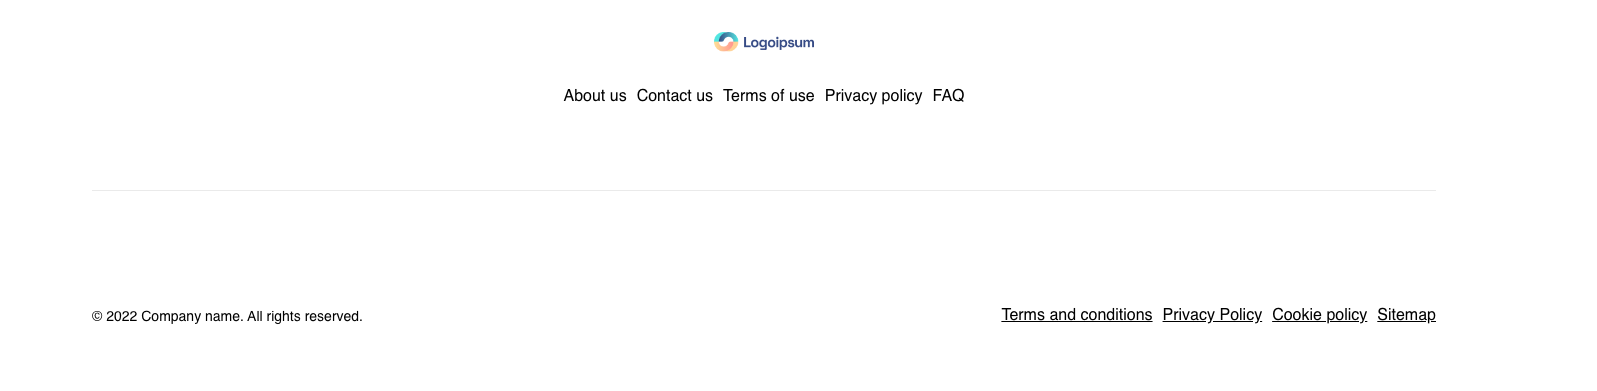 Logoipsum
About us Contact us Terms of use Privacy policy FAQ
© 2022 Company name. All rights reserved. Terms and conditions Privacy Policy Cookie policy Sitemap